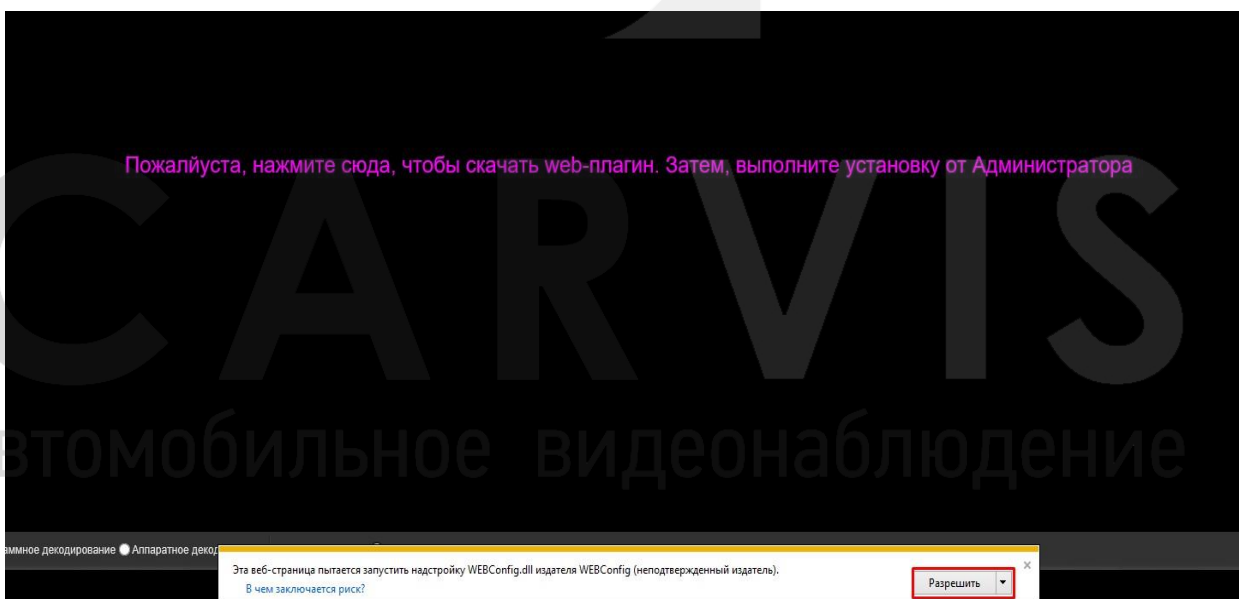 Пожалйуста, нажмите сюда, чтобы скачать web-плагин. Затем, выполните установку от Администратора
CARVIS
втомобильное видеонаблюдение
аммное декодирование Аппаратное декод
Эта веб-страница пытается запустить надстройку WEBConfig.dll издателя WEBConfig (неподтвержденный издатель).
В чем заключается риск?
Разрешить